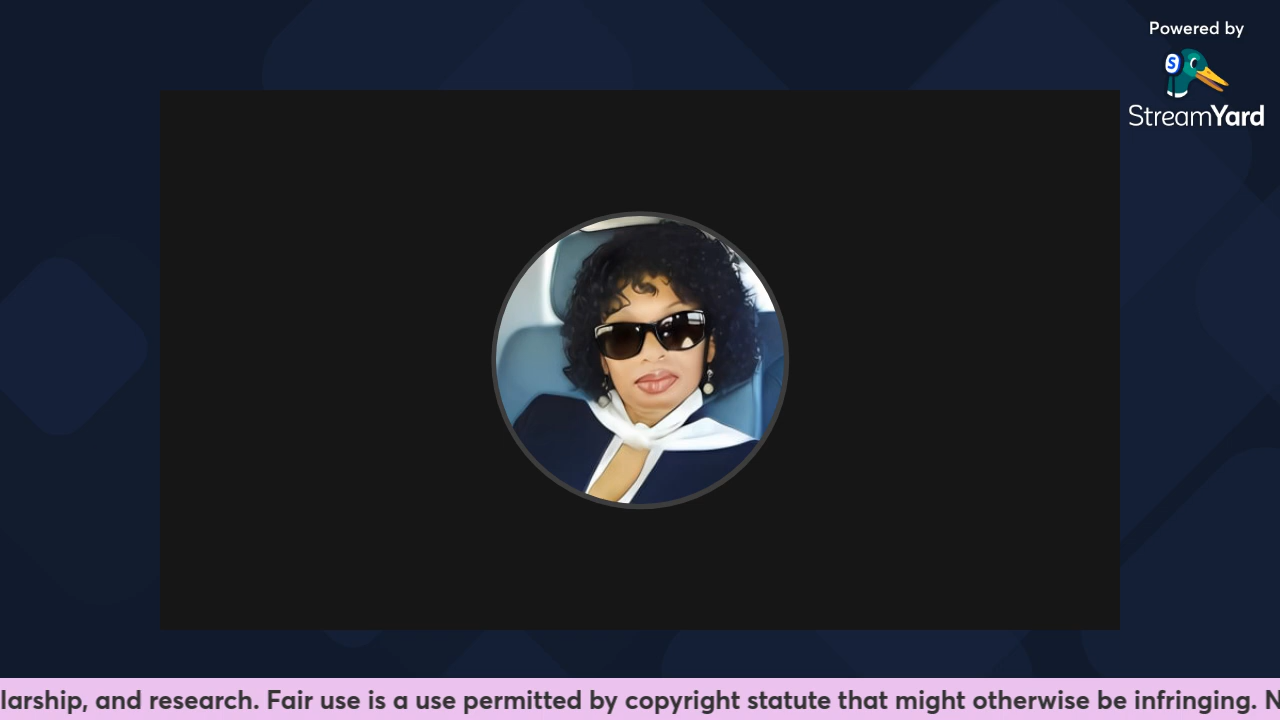 Powered by
S
StreamYard
larship, and research. Fair use is a use permitted by copyright statute that might otherwise be infringing. N